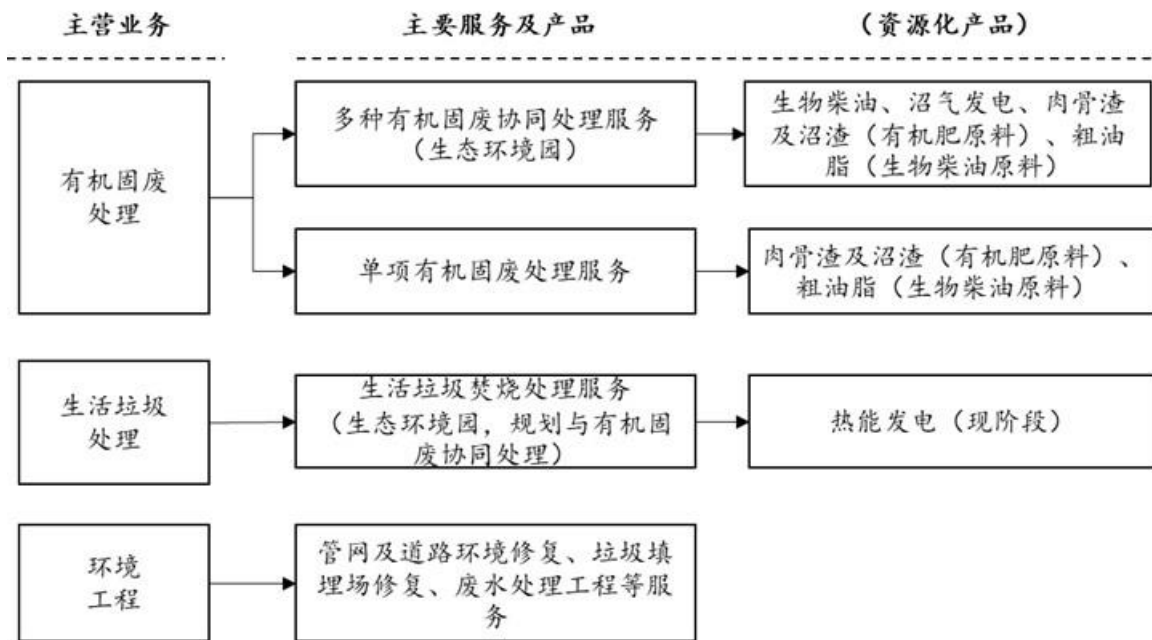 主营业务
主要服务及产品
（资源化产品）
有机固废
处理
多种有机固废协同处理服务
（生态环境园）
生物柴油、沼气发电、肉骨渣
及沼渣（有机肥原料）、粗油
脂（生物柴油原料）
单项有机固废处理服务
肉骨渣及沼渣（有机肥原料）、
粗油脂（生物柴油原料）
生活垃圾
处理
生活垃圾焚烧处理服务
（生态环境园，规划与有机固
废协同处理）
热能发电（现阶段）
环境
工程
管网及道路环境修复、垃圾填
埋场修复、废水处理工程等服
务